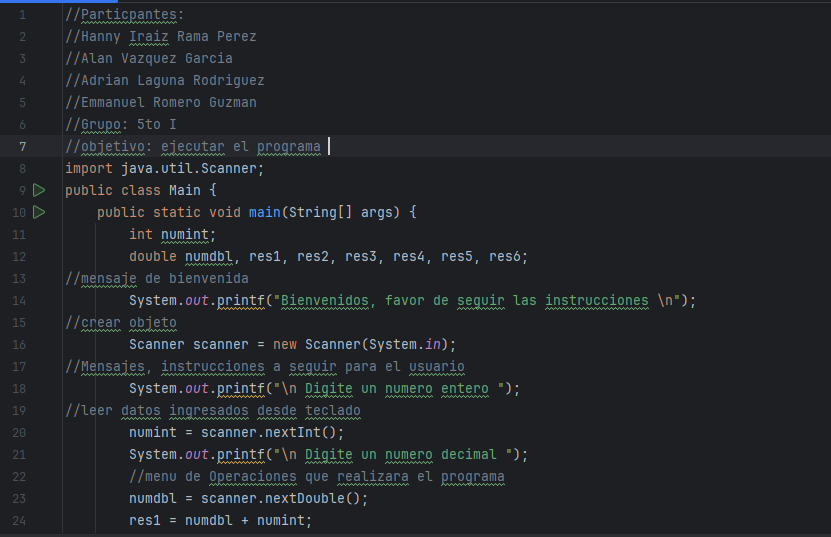 1 //Particpantes:
2 //Hanny Iraiz Rama Perez
3 //Alan Vazquez Garcia
4 //Adrian Laguna Rodriguez
5 //Emmanuel Romero Guzman
6 //Grupo: 5to I
7 //objetivo: ejecutar el programa
8 import java.util.Scanner;
9 public class Main {
10 public static void main(String[] args) {
11 int numint;
12 double numdbl, res1, res2, res3, res4, res5, res6;
13 //mensaje de bienvenida
14 System.out.printf("Bienvenidos, favor de seguir las instrucciones \n");
15 //crear objeto
16 Scanner scanner = new Scanner(System.in);
17 //Mensajes, instrucciones a seguir para el usuario
18 System.out.printf("\n Digite un numero entero ");
19 //leer datos ingresados desde teclado
20 numint = scanner.nextInt();
21 System.out.printf("\n Digite un numero decimal ");
22 //menu de Operaciones que realizara el programa
23 numdbl = scanner.nextDouble();
24 res1 = numdbl + numint;